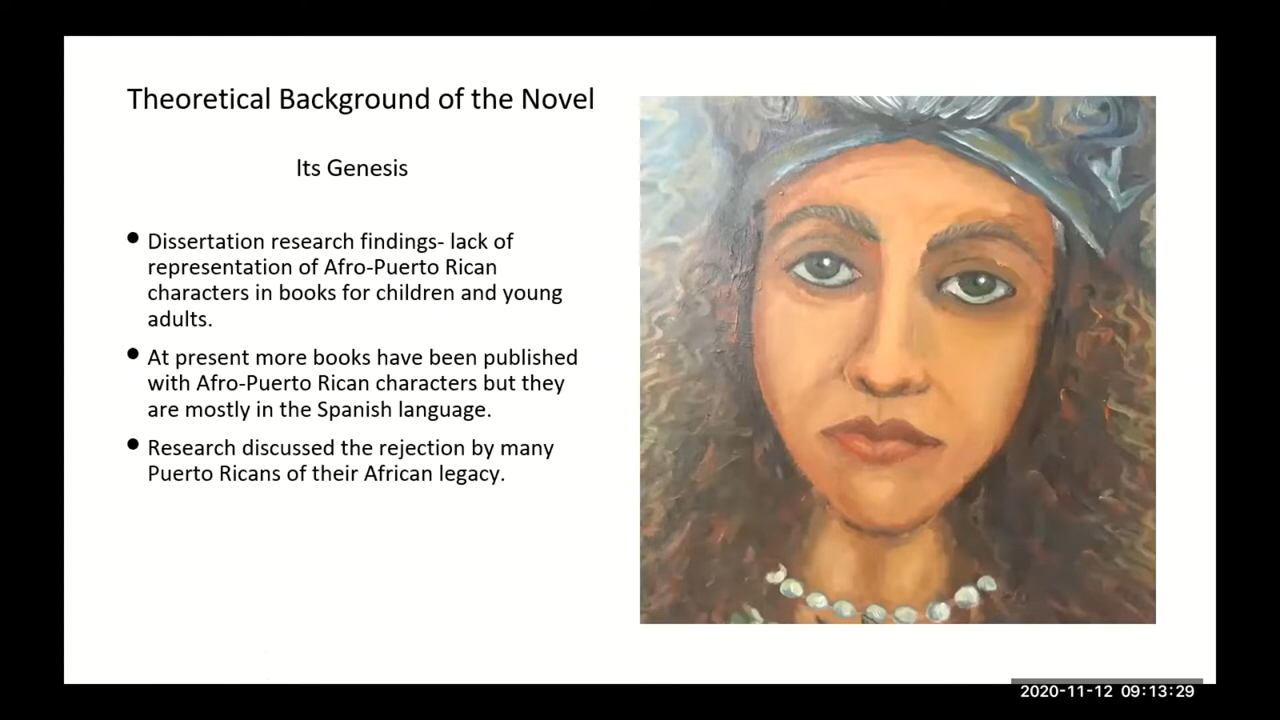 Theoretical Background of the Novel
Its Genesis
• Dissertation research findings- lack of
representation of Afro-Puerto Rican
characters in books for children and young
adults.
• At present more books have been published
with Afro-Puerto Rican characters but they
are mostly in the Spanish language.
• Research discussed the rejection by many
Puerto Ricans of their African legacy.
2020-11-12 09:13:29